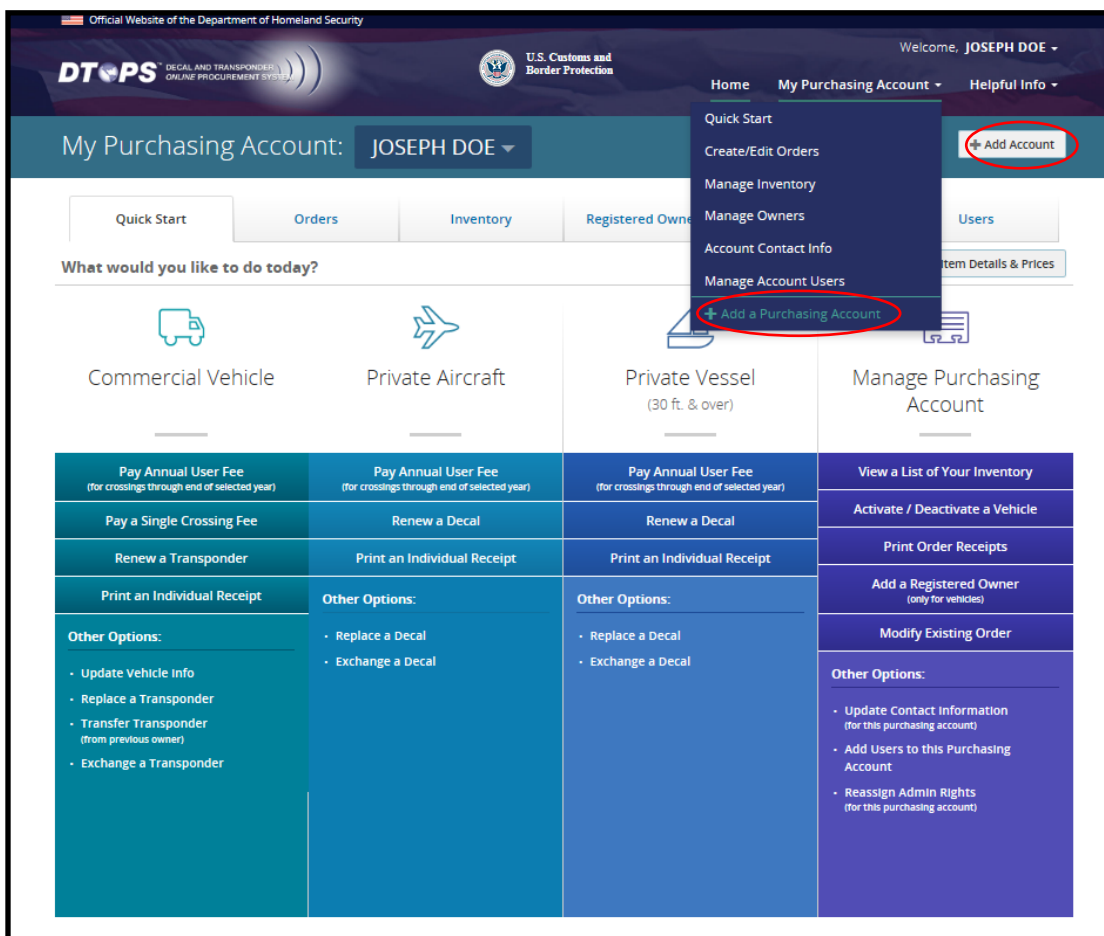 Official Website of the Department of Homeland Security
Welcome, JOSEPH DOE
DTOPS™ DECAL AND TRANSPONDER
ONLINE PROCUREMENT SYSTEM
U.S. Customs and
Border Protection
Home My Purchasing Account Helpful Info
My Purchasing Account: JOSEPH DOE
+ Add Account
Quick Start
Create/Edit Orders
Manage Inventory
Manage Owners
Account Contact Info
Manage Account Users
+ Add a Purchasing Account
Quick Start Orders Inventory Registered Owne Users
What would you like to do today?
Item Details & Prices
Commercial Vehicle
Pay Annual User Fee
(for crossings through end of selected year)
Pay a Single Crossing Fee
Renew a Transponder
Print an Individual Receipt
Other Options:
· Update Vehicle Info
· Replace a Transponder
· Transfer Transponder
(from previous owner)
· Exchange a Transponder
Private Aircraft
Pay Annual User Fee
(for crossings through end of selected year)
Renew a Decal
Print an Individual Receipt
Other Options:
· Replace a Decal
· Exchange a Decal
Private Vessel
(30 ft. & over)
Pay Annual User Fee
(for crossings through end of selected year)
Renew a Decal
Print an Individual Receipt
Other Options:
· Replace a Decal
· Exchange a Decal
Manage Purchasing
Account
View a List of Your Inventory
Activate / Deactivate a Vehicle
Print Order Receipts
Add a Registered Owner
(only for vehicles)
Modify Existing Order
Other Options:
· Update Contact Information
(for this purchasing account)
· Add Users to this Purchasing
Account
· Reassign Admin Rights
(for this purchasing account)